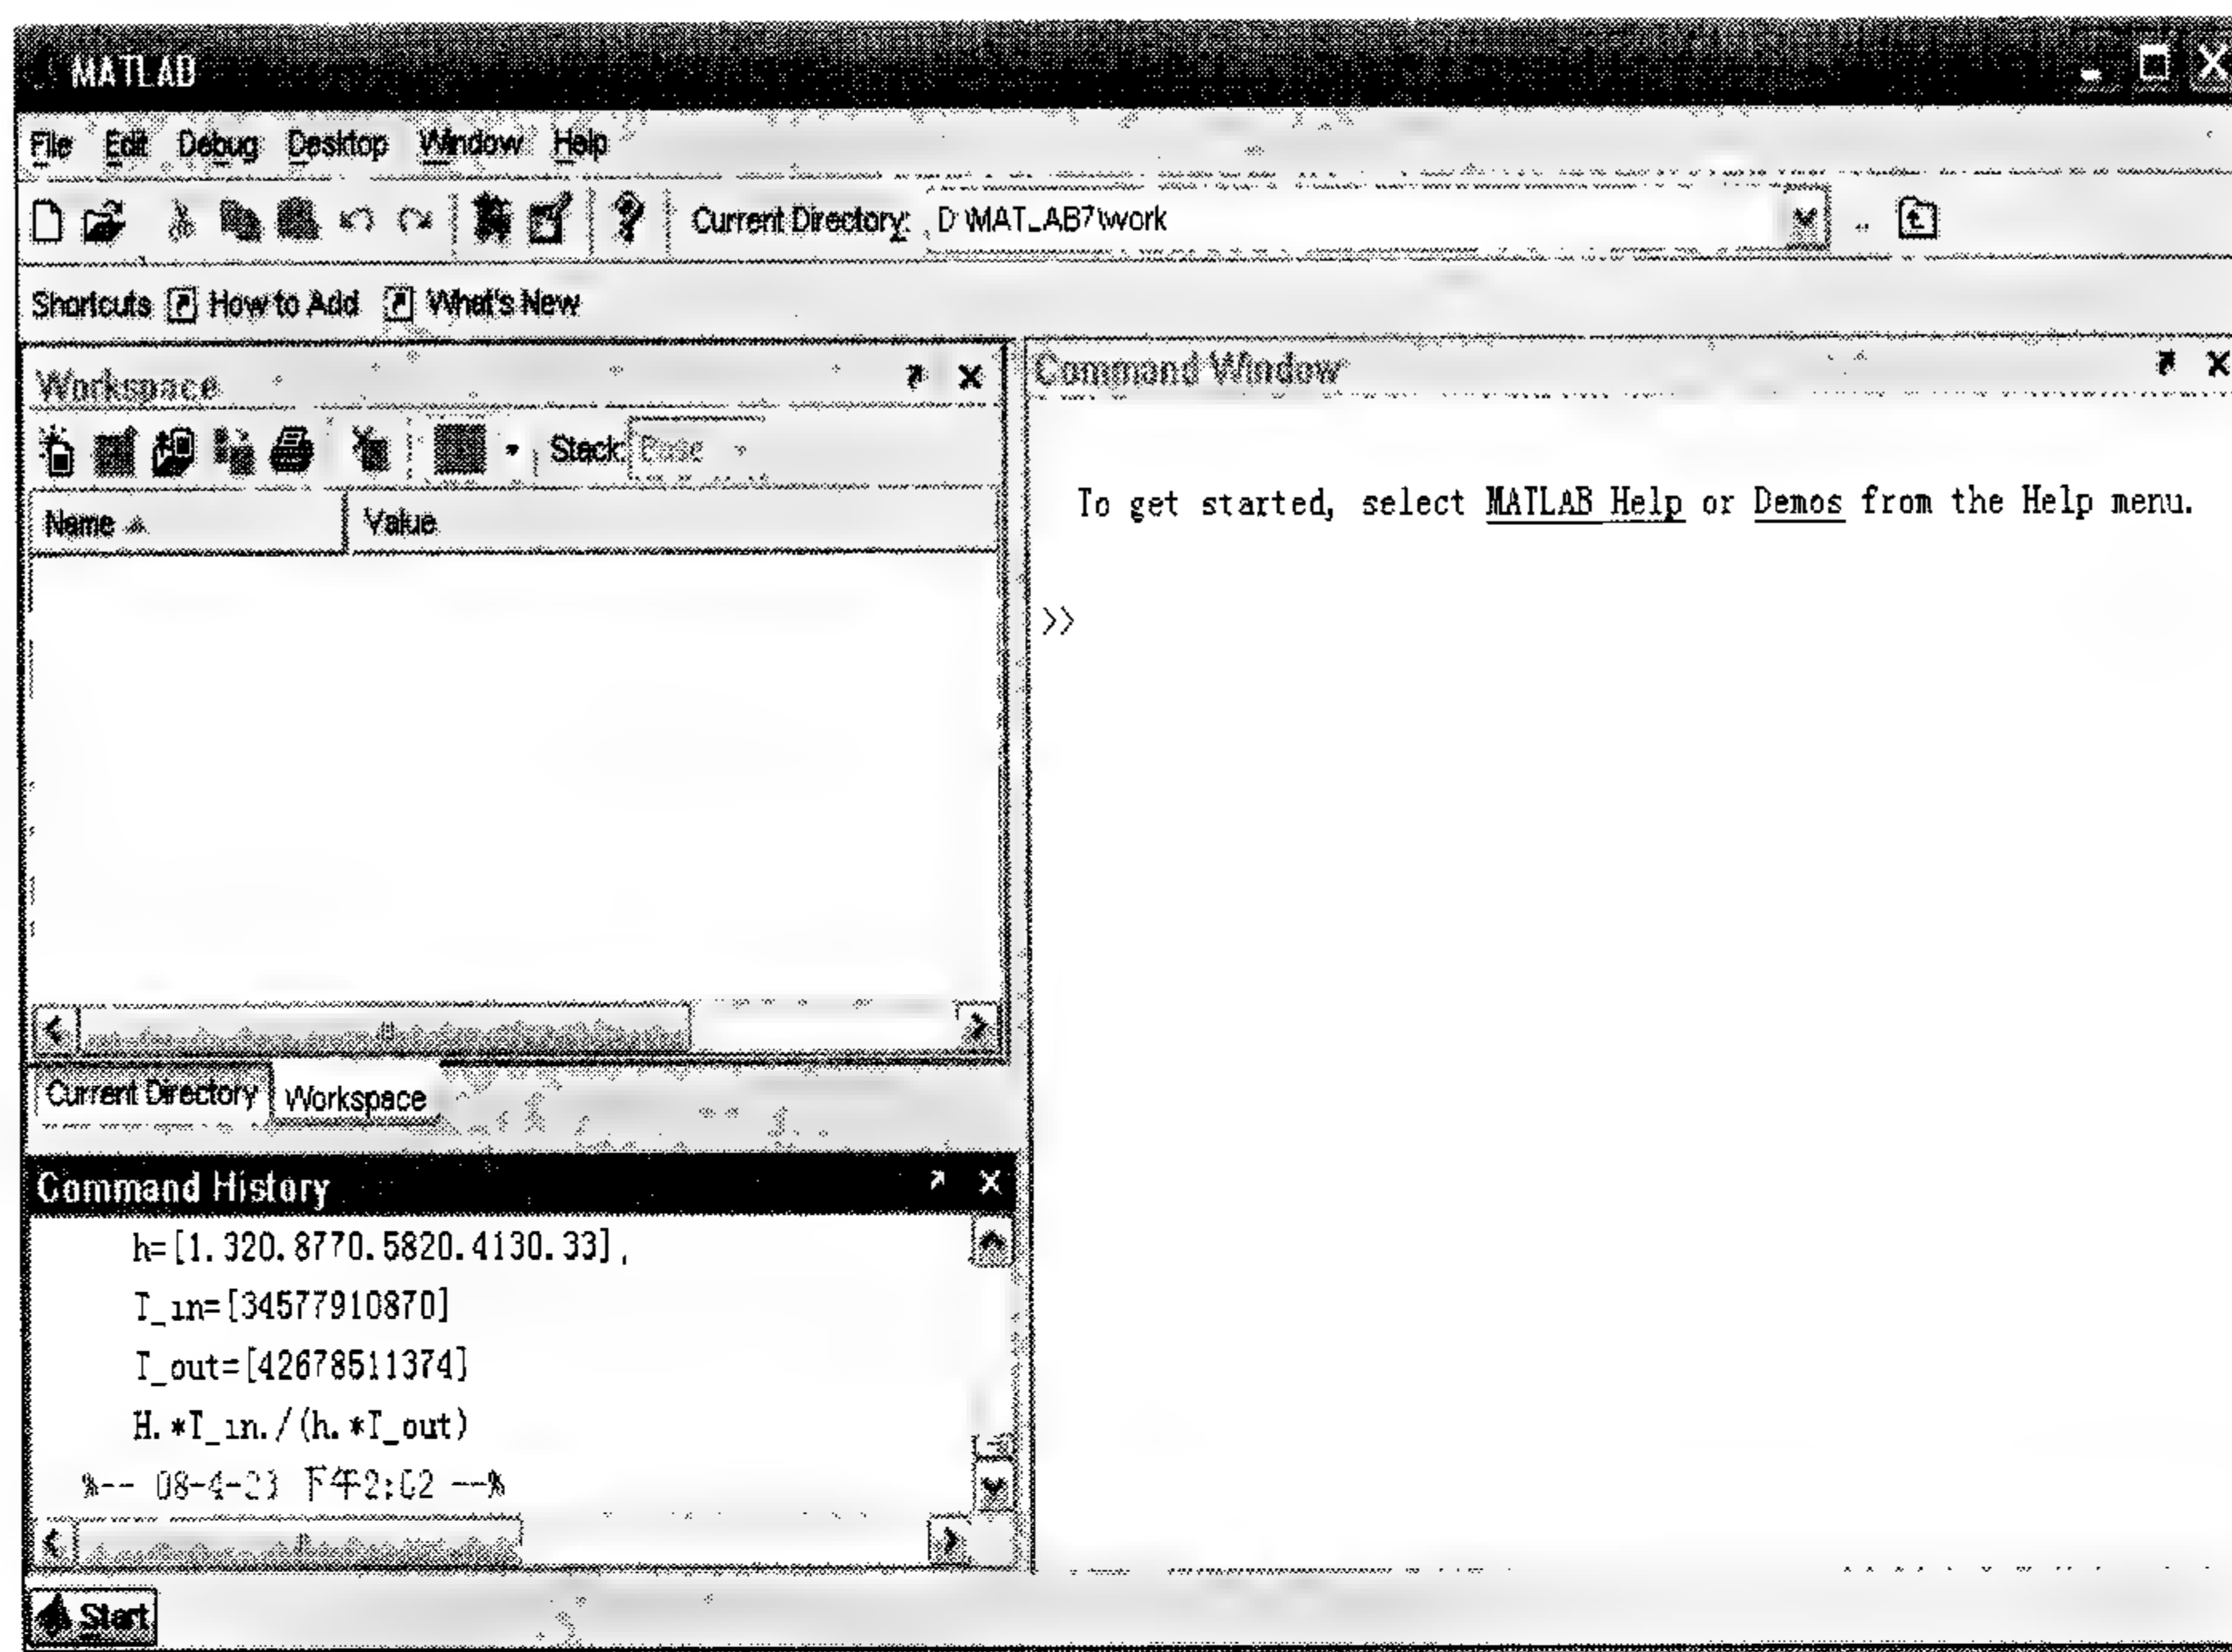 MATLAB
File Edit Debug Desktop Window Help
Current Directory: D:\MATLAB7\work
Shortcuts How to Add What's New
Workspace
Stack: Base
Name Value
Current Directory Workspace
Command History
h=[1.320.8770.5820.4130.33],
T_in=[34577910870]
T_out=[42678511374]
H.*T_in./(h.*T_out)
%-- 08-4-23 下午2:02 --%
Start
Command Window
To get started, select MATLAB Help or Demos from the Help menu.
>>